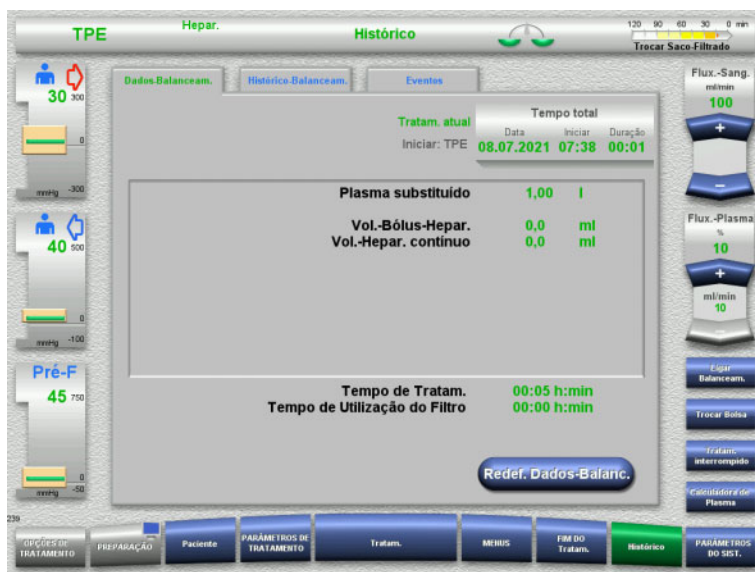 TPE
Hepar.
Histórico
120 90 60 30 0 min
Trocar Saco-Filtrado
30 300
0
mmHg -300
40 500
0
mmHg -100
Pré-F
45 750
0
mmHg -50
Dados-Balanceam.
Histórico-Balanceam.
Eventos
Tratam. atual
Iniciar: TPE
Tempo total
Data Iniciar Duração
08.07.2021 07:38 00:01
Plasma substituído 1,00 l
Vol.-Bólus-Hepar. 0,0 ml
Vol.-Hepar. contínuo 0,0 ml
Tempo de Tratam. 00:05 h:min
Tempo de Utilização do Filtro 00:00 h:min
Redef. Dados-Balanc.
Flux.-Sang.
ml/min
100
+
−
Flux.-Plasma
%
10
+
ml/min
10
−
Ligar
Balanceam.
Trocar Bolsa
Tratam.
interrompido
Calculadora de
Plasma
239
OPÇÕES DE
TRATAMENTO
PREPARAÇÃO
Paciente
PARÂMETROS DE
TRATAMENTO
Tratam.
MENUS
FIM DO
Tratam.
Histórico
PARÂMETROS
DO SIST.